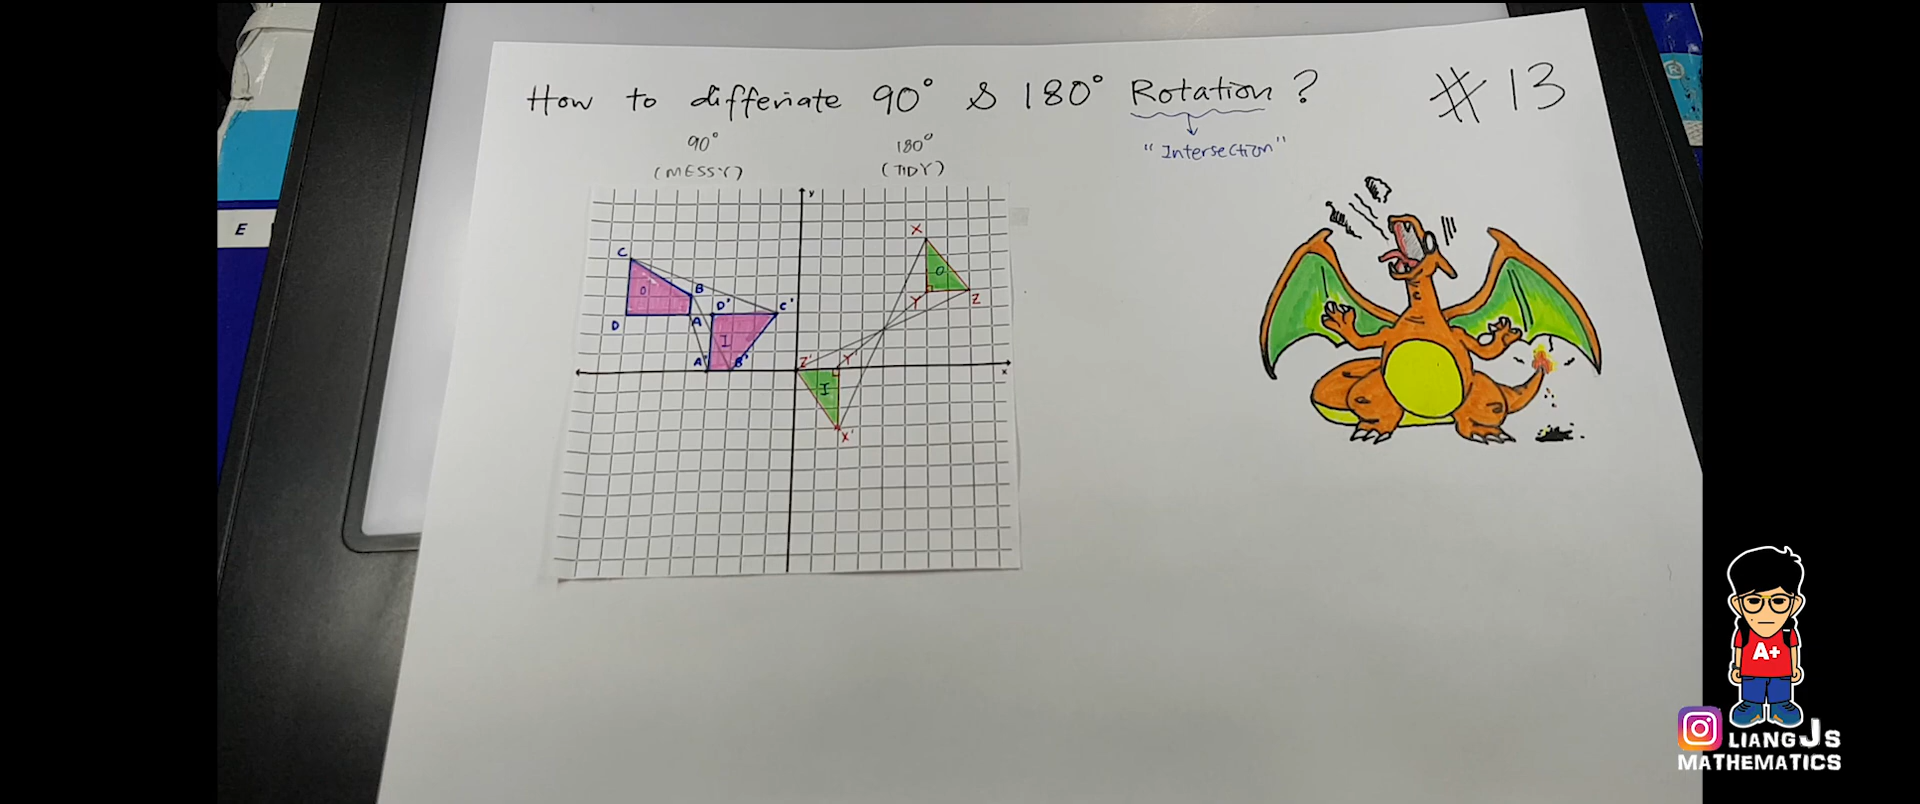 How to differiate 90° & 180° Rotation ?
# 13
90°
(MESSY)
180°
(TIDY)
"Intersection"
E
®
y
x
C
O
B
D
A
D'
C'
I
A'
B'
X
O
Y
Z
Z'
Y'
I
X'
A+
LIANGJS
MATHEMATICS